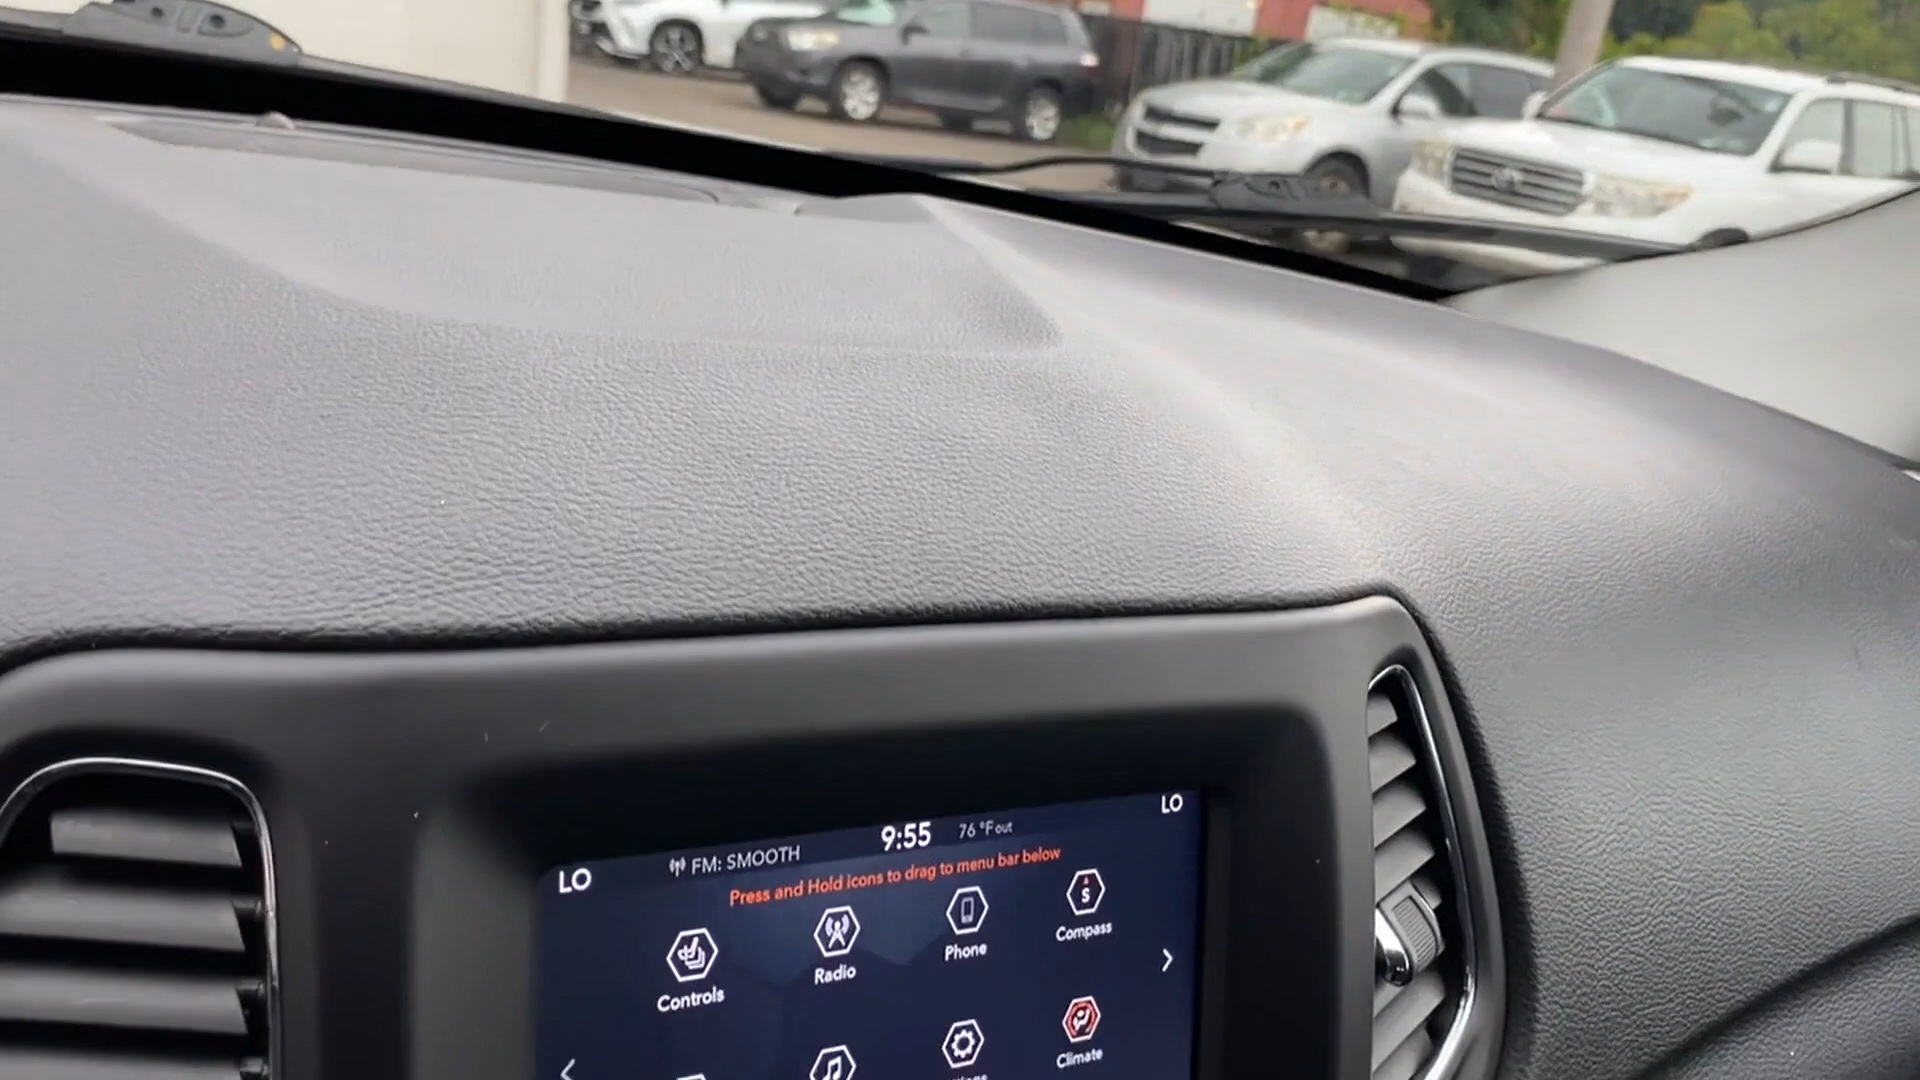 LO
FM: SMOOTH
9:55
76 °F out
LO
Press and Hold icons to drag to menu bar below
Controls
Radio
Phone
S
Compass
Climate